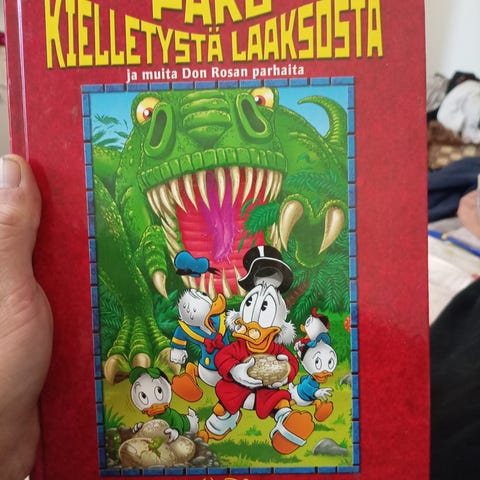 PAKO
KIELLETYSTÄ LAAKSOSTA
ja muita Don Rosan parhaita